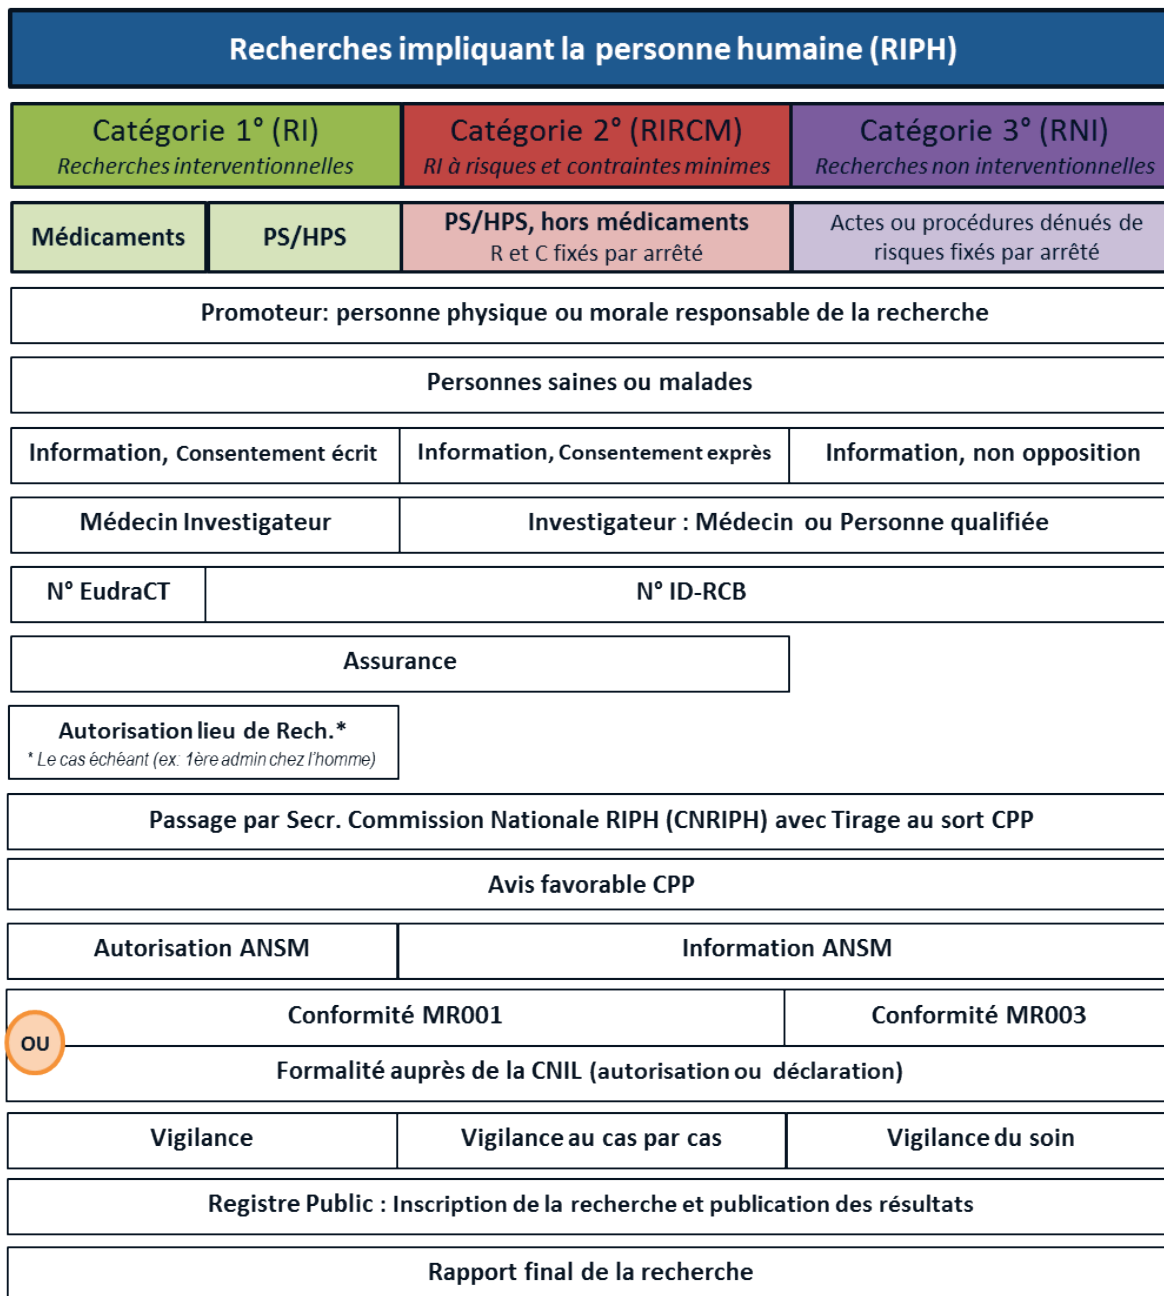 Recherches impliquant la personne humaine (RIPH)
Catégorie 1° (RI)
Recherches interventionnelles
Catégorie 2° (RIRCM)
RI à risques et contraintes minimes
Catégorie 3° (RNI)
Recherches non interventionnelles
Médicaments
PS/HPS
PS/HPS, hors médicaments
R et C fixés par arrêté
Actes ou procédures dénués de
risques fixés par arrêté
Promoteur: personne physique ou morale responsable de la recherche
Personnes saines ou malades
Information, Consentement écrit
Information, Consentement exprès
Information, non opposition
Médecin Investigateur
Investigateur : Médecin ou Personne qualifiée
N° EudraCT
N° ID-RCB
Assurance
Autorisation lieu de Rech.*
* Le cas échéant (ex: 1ère admin chez l'homme)
Passage par Secr. Commission Nationale RIPH (CNRIPH) avec Tirage au sort CPP
Avis favorable CPP
Autorisation ANSM
Information ANSM
Conformité MR001
Conformité MR003
OU
Formalité auprès de la CNIL (autorisation ou déclaration)
Vigilance
Vigilance au cas par cas
Vigilance du soin
Registre Public : Inscription de la recherche et publication des résultats
Rapport final de la recherche